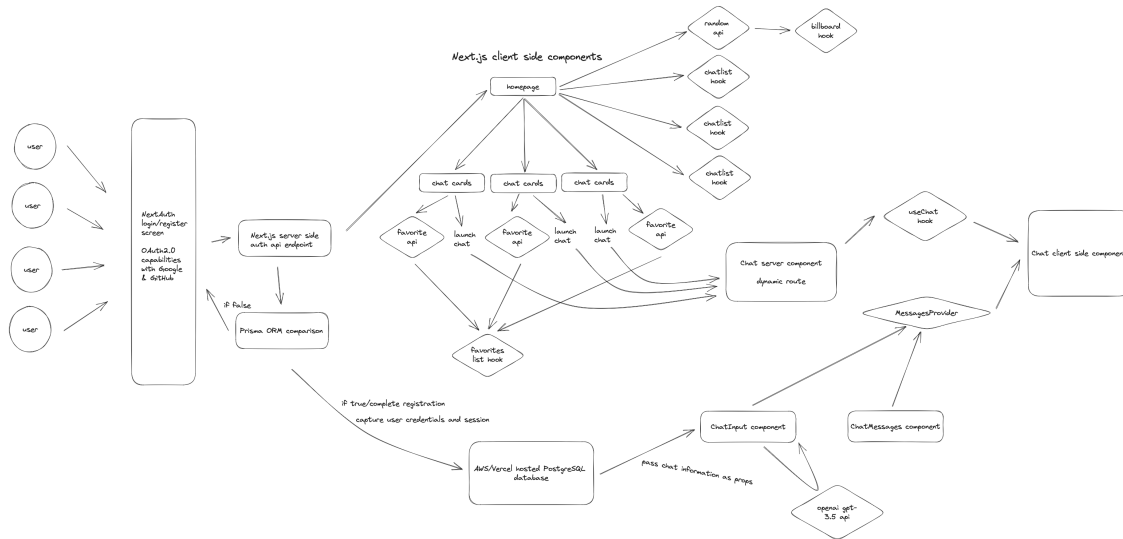 random
api
billboard
hook
Next.js client side components
homepage
chatlist
hook
chatlist
hook
chatlist
hook
user
user
user
user
NextAuth
login/register
screen
OAuth2.0
capabilities
with Google
& GitHub
Next.js server side
auth api endpoint
if false
Prisma ORM comparison
chat cards
chat cards
chat cards
favorite
api
launch
chat
favorite
api
launch
chat
launch
chat
favorite
api
favorites
list hook
useChat
hook
Chat server component
dynamic route
Chat client side component
MessagesProvider
if true/complete registration
capture user credentials and session
AWS/Vercel hosted PostgreSQL
database
pass chat information as props
ChatInput component
ChatMessages component
openai gpt-
3.5 api